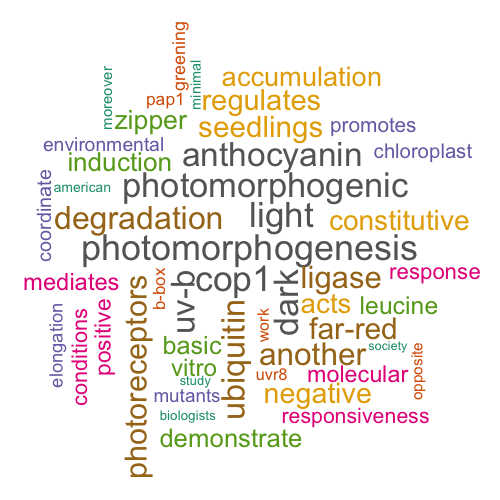 greening
minimal
moreover
pap1
accumulation
regulates
zipper
seedlings
promotes
environmental
induction
anthocyanin
chloroplast
coordinate
american
photomorphogenic
degradation
light
constitutive
photomorphogenesis
mediates
uv-b
cop1
dark
ligase
response
photoreceptors
b-box
ubiquitin
acts
leucine
elongation
conditions
positive
work
far-red
basic
another
society
vitro
study
uvr8
molecular
opposite
mutants
negative
biologists
responsiveness
demonstrate